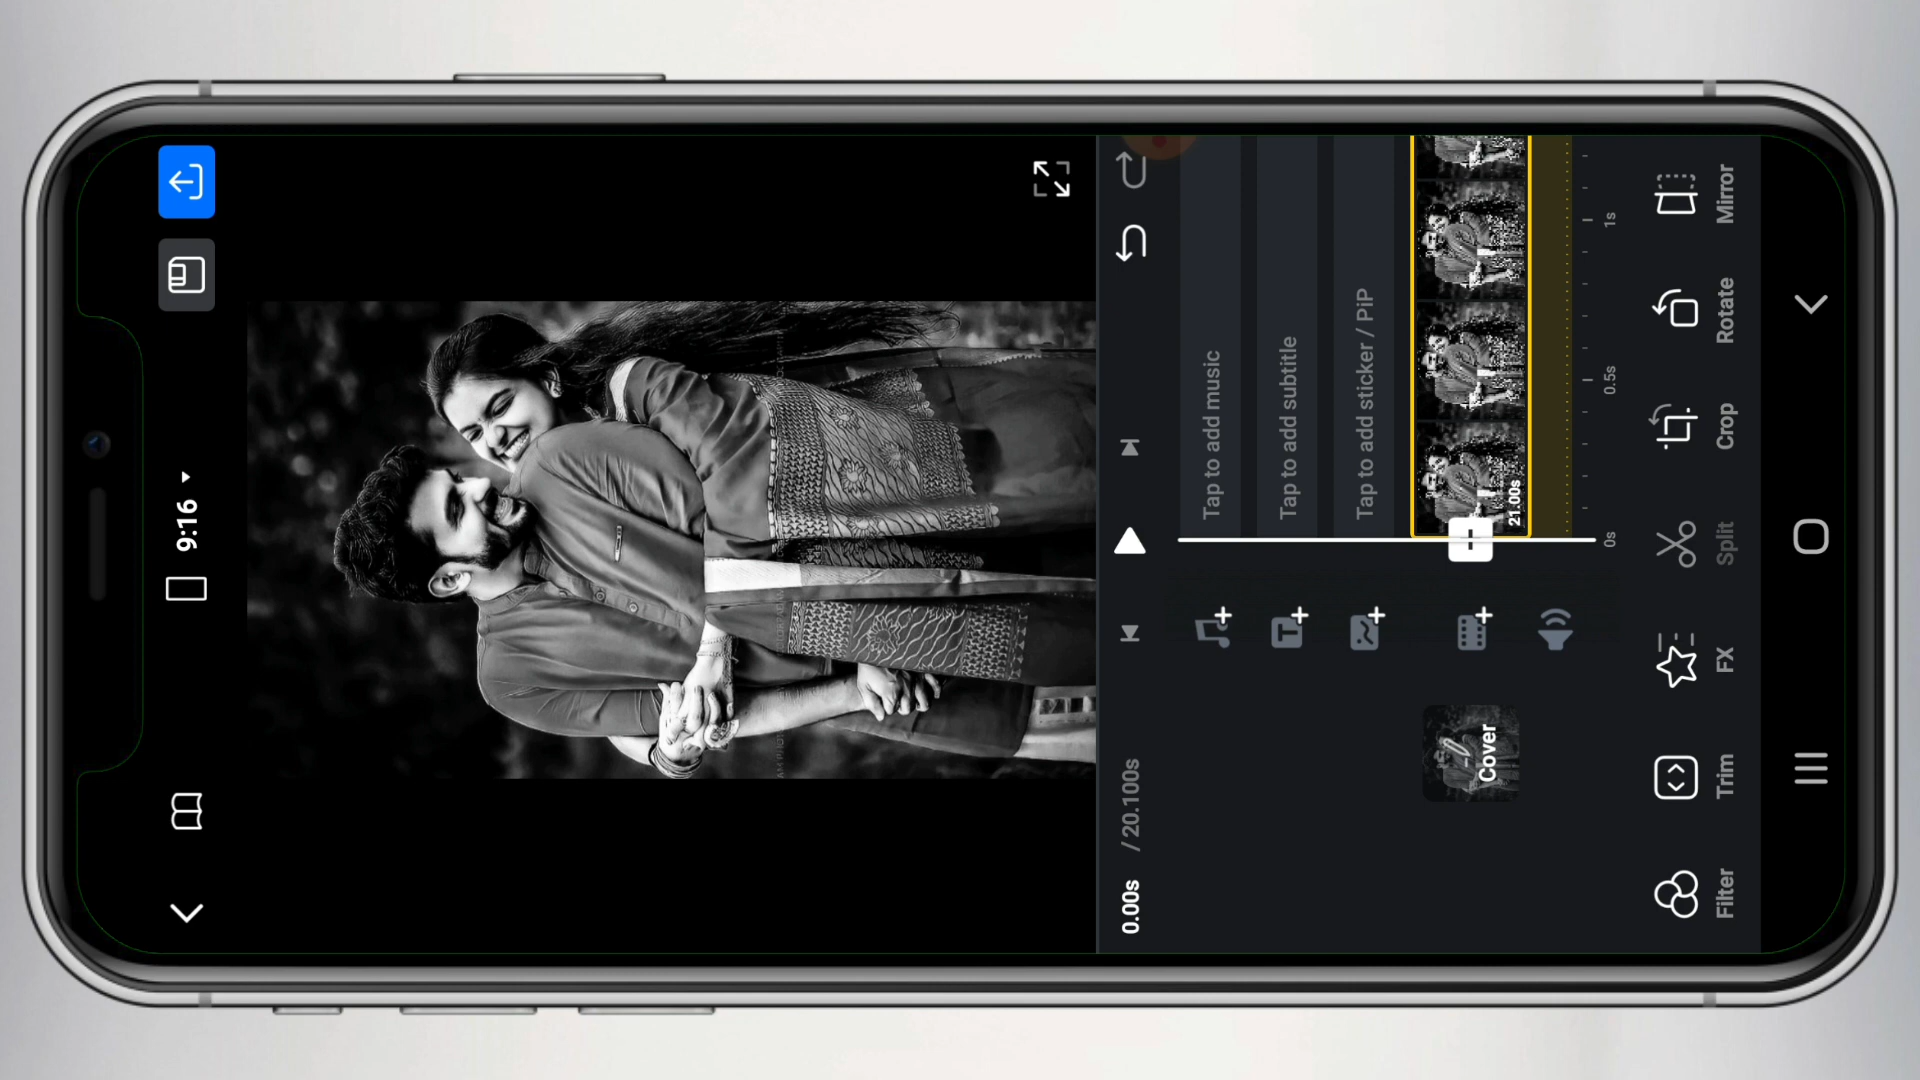 9:16
0.00s / 20.100s
Tap to add music
Tap to add subtitle
Tap to add sticker / PiP
Cover
21.00s
0s
0.5s
1s
Filter
Trim
FX
Split
Crop
Rotate
Mirror